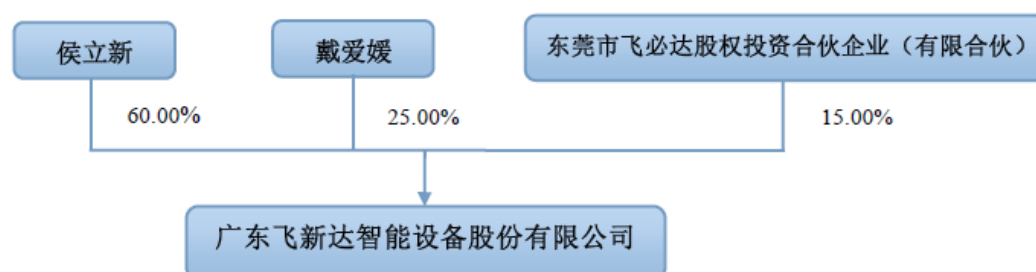 侯立新
戴爱媛
东莞市飞必达股权投资合伙企业（有限合伙）
60.00%
25.00%
15.00%
广东飞新达智能设备股份有限公司